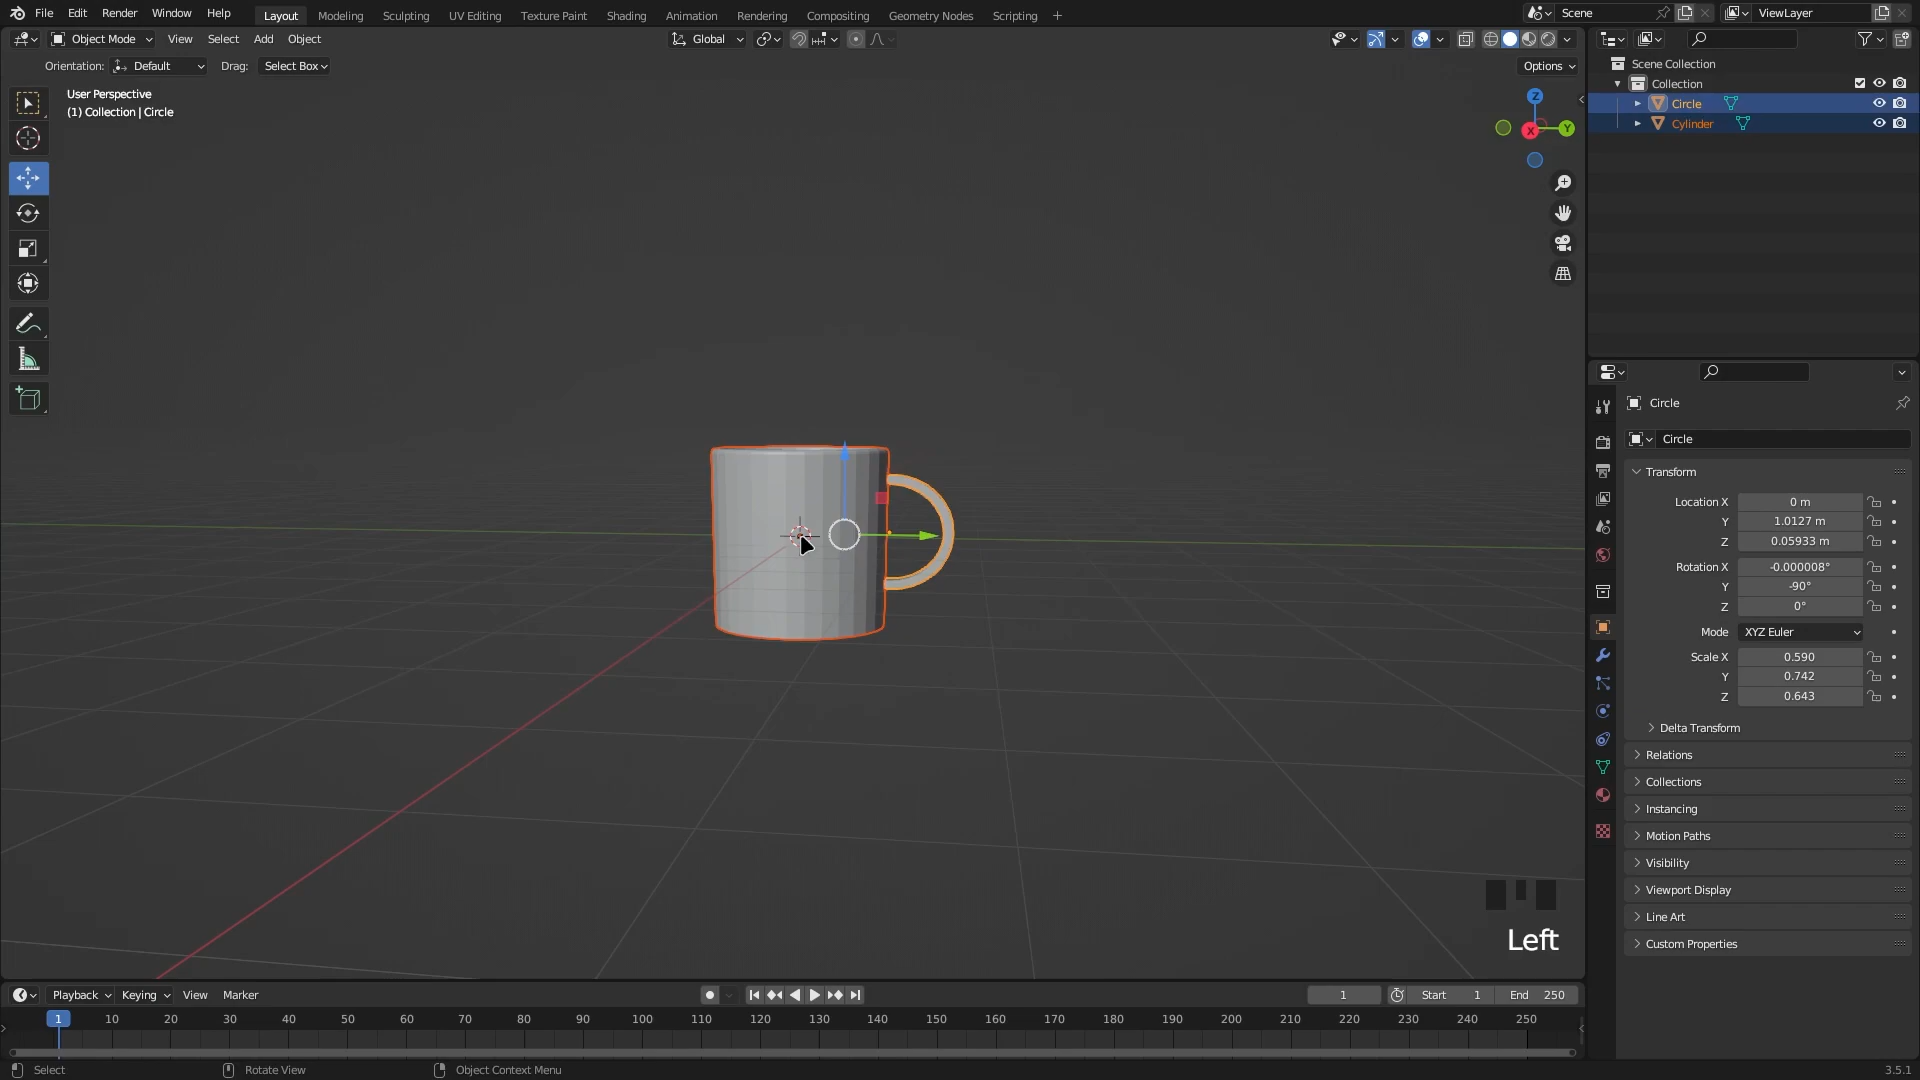 File Edit Render Window Help Layout Modeling Sculpting UV Editing Texture Paint Shading Animation Rendering Compositing Geometry Nodes Scripting + Scene ViewLayer
Object Mode View Select Add Object Global
Orientation: Default Drag: Select Box Options
User Perspective
(1) Collection | Circle
Z
Y
X
Scene Collection
Collection
Circle
Cylinder
Circle
Circle
Transform
Location X 0 m
Y 1.0127 m
Z 0.05933 m
Rotation X -0.000008°
Y -90°
Z 0°
Mode XYZ Euler
Scale X 0.590
Y 0.742
Z 0.643
Delta Transform
Relations
Collections
Instancing
Motion Paths
Visibility
Viewport Display
Line Art
Custom Properties
Left
Playback Keying View Marker 1 Start 1 End 250
1 10 20 30 40 50 60 70 80 90 100 110 120 130 140 150 160 170 180 190 200 210 220 230 240 250
Select Rotate View Object Context Menu 3.5.1